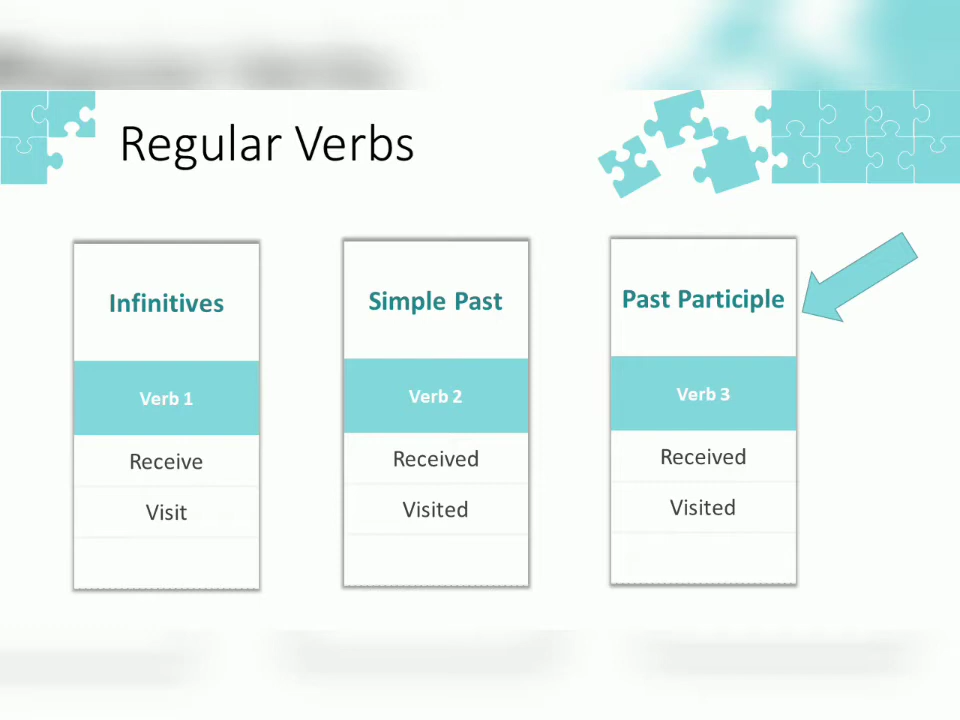 Regular Verbs
Infinitives
Verb 1
Receive
Visit
Simple Past
Verb 2
Received
Visited
Past Participle
Verb 3
Received
Visited